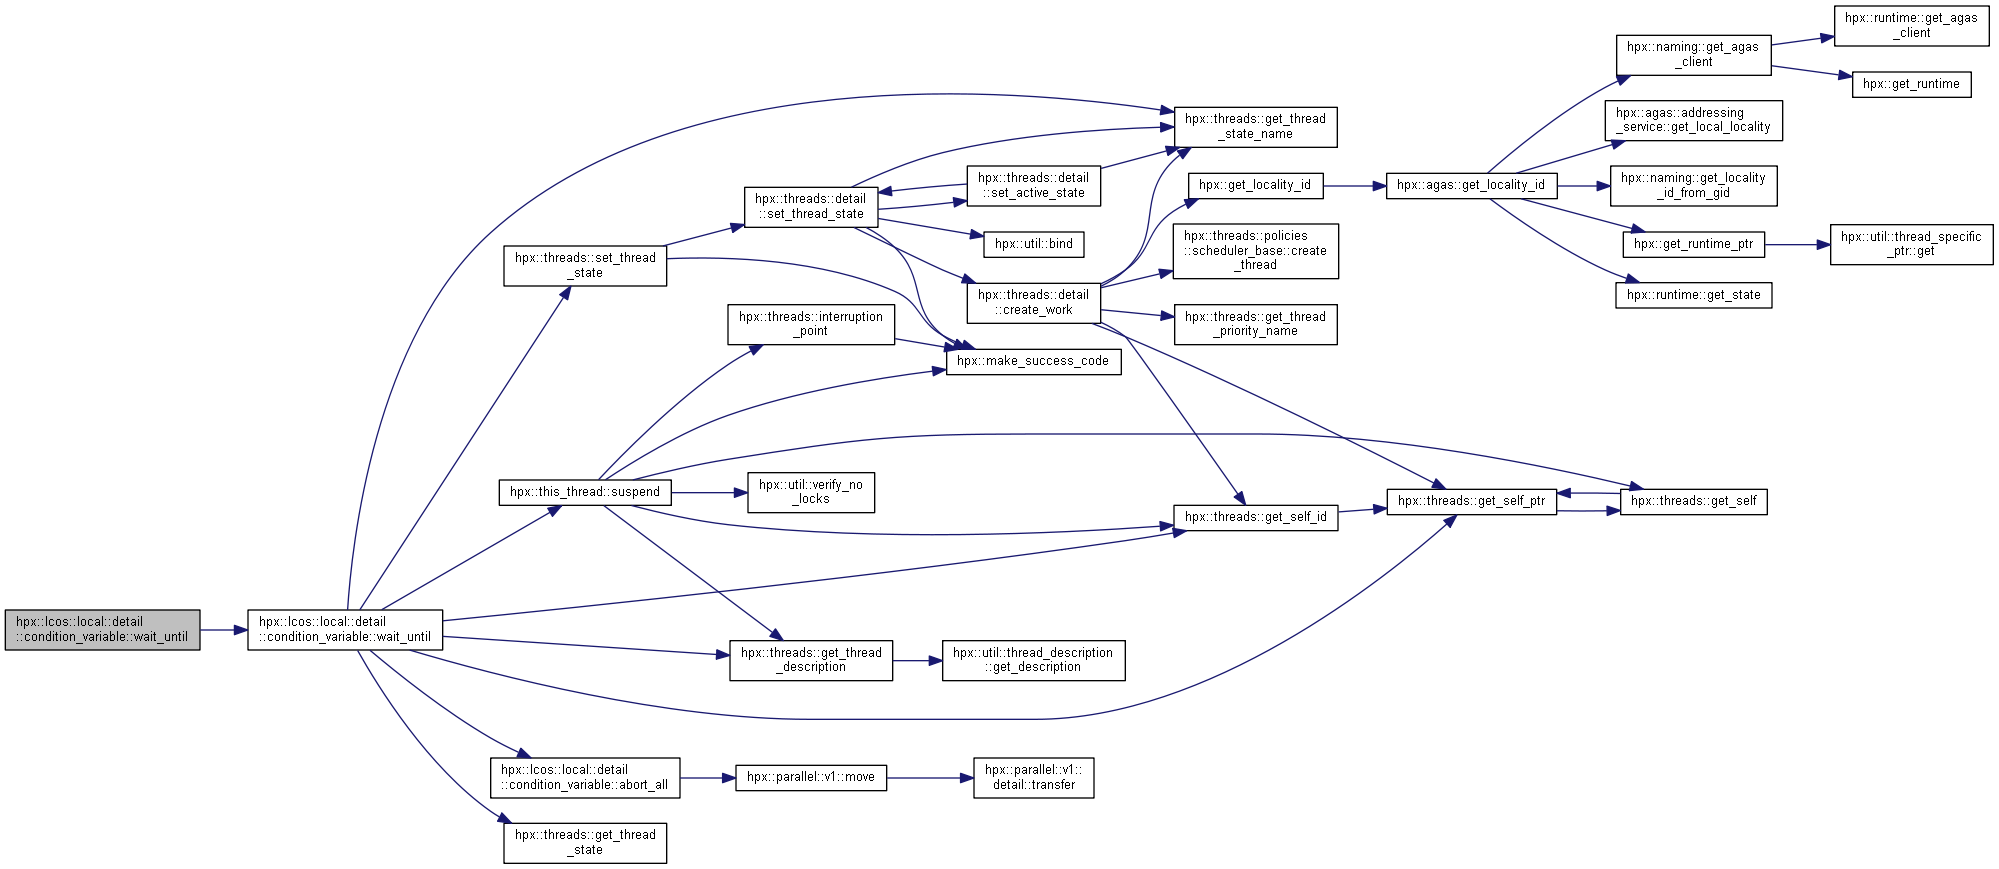 hpx::lcos::local::detail
::condition_variable::wait_until
hpx::lcos::local::detail
::condition_variable::wait_until
hpx::threads::set_thread
_state
hpx::this_thread::suspend
hpx::lcos::local::detail
::condition_variable::abort_all
hpx::threads::get_thread
_state
hpx::threads::detail
::set_thread_state
hpx::threads::interruption
_point
hpx::util::verify_no
_locks
hpx::threads::get_thread
_description
hpx::parallel::v1::move
hpx::threads::detail
::set_active_state
hpx::util::bind
hpx::threads::detail
::create_work
hpx::make_success_code
hpx::util::thread_description
::get_description
hpx::parallel::v1::
detail::transfer
hpx::threads::get_thread
_state_name
hpx::get_locality_id
hpx::threads::policies
::scheduler_base::create
_thread
hpx::threads::get_thread
_priority_name
hpx::threads::get_self_id
hpx::agas::get_locality_id
hpx::threads::get_self_ptr
hpx::naming::get_agas
_client
hpx::agas::addressing
_service::get_local_locality
hpx::naming::get_locality
_id_from_gid
hpx::get_runtime_ptr
hpx::runtime::get_state
hpx::threads::get_self
hpx::runtime::get_agas
_client
hpx::get_runtime
hpx::util::thread_specific
_ptr::get